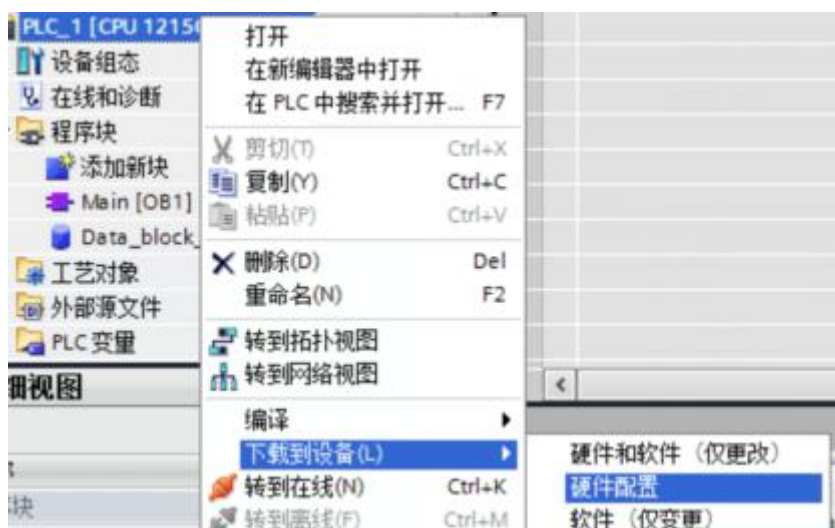 PLC_1 [CPU 1215C
设备组态
在线和诊断
程序块
添加新块
Main [OB1]
Data_block_
工艺对象
外部源文件
PLC 变量
细视图
块
打开
在新编辑器中打开
在 PLC 中搜索并打开... F7
剪切(T) Ctrl+X
复制(Y) Ctrl+C
粘贴(P) Ctrl+V
删除(D) Del
重命名(N) F2
转到拓扑视图
转到网络视图
编译
下载到设备(L)
转到在线(N) Ctrl+K
转到离线(F) Ctrl+M
硬件和软件（仅更改）
硬件配置
软件（仅变更）